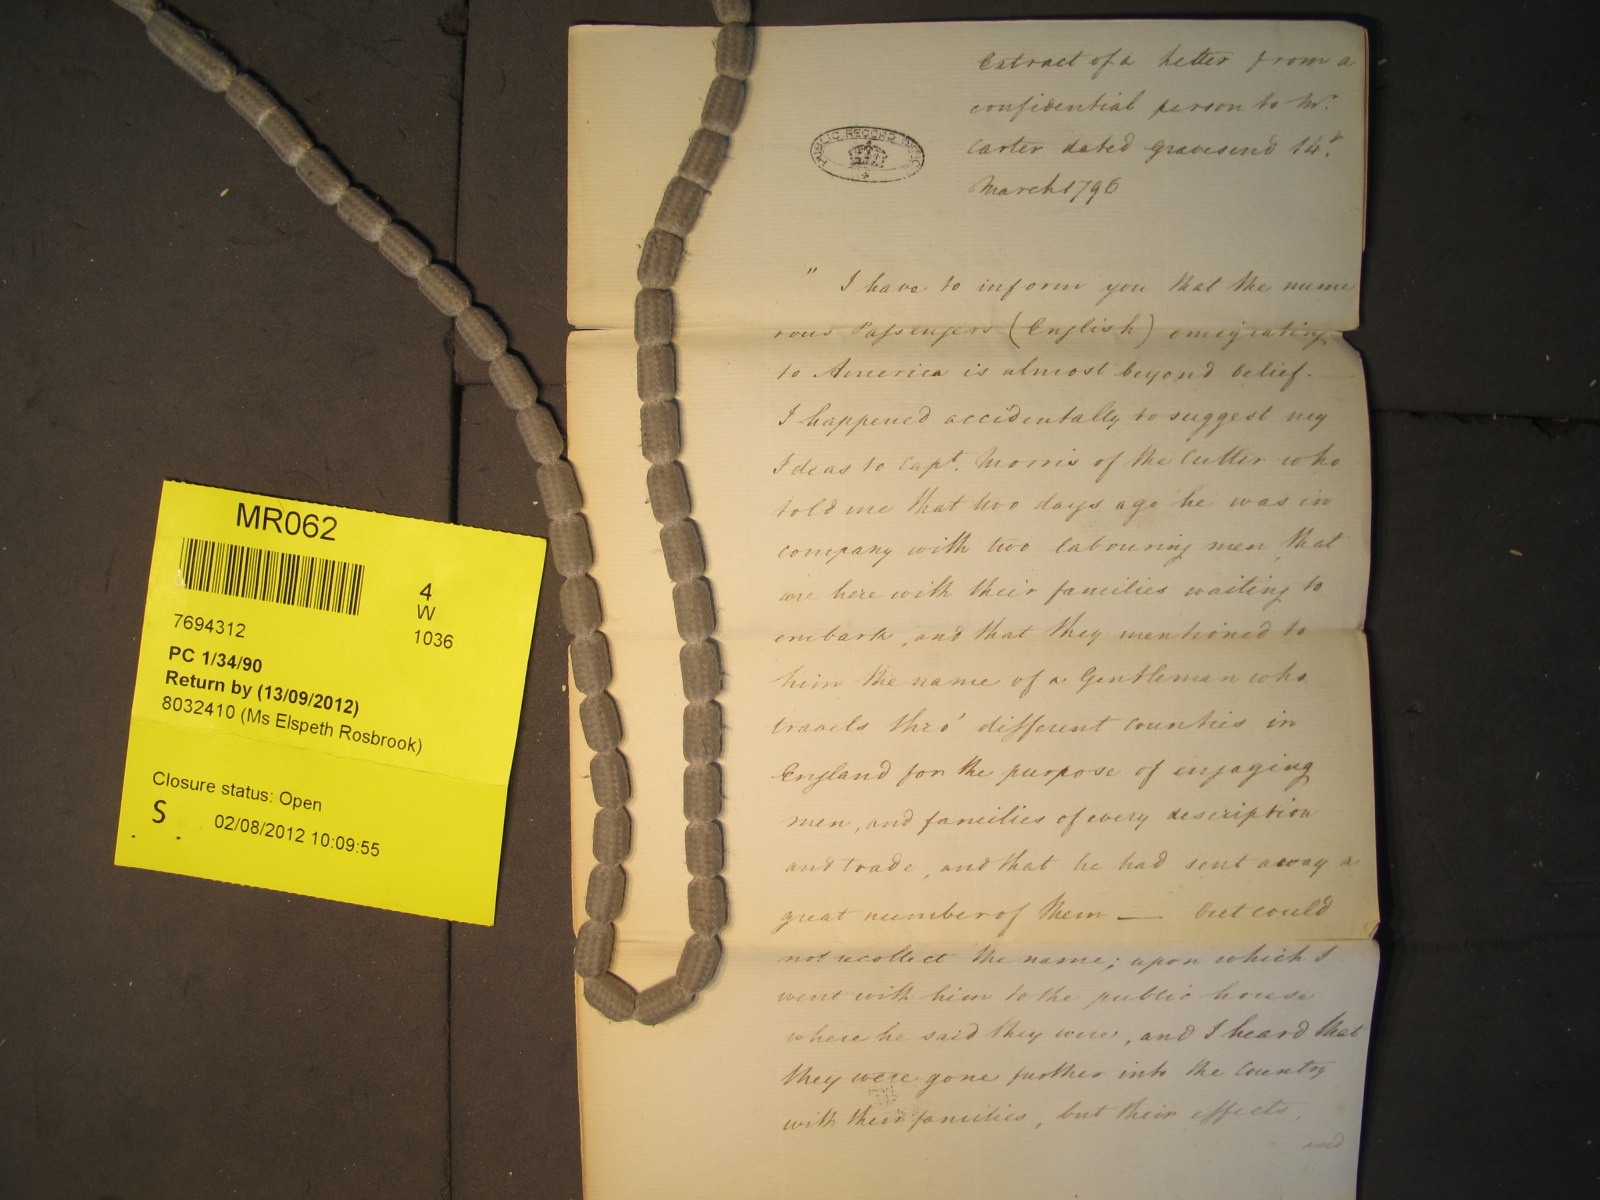 MR062
4
W
1036
7694312
PC 1/34/90
Return by (13/09/2012)
8032410 (Ms Elspeth Rosbrook)
Closure status: Open
S
02/08/2012 10:09:55
PUBLIC RECORD OFFICE
Extract of a Letter from a
confidential person to Mr.
Carter dated Gravesend 14.
March 1796
" I have to inform you that the nume
rous Passengers (English) emigrating
to America is almost beyond belief.
I happened accidentally to suggest my
Ideas to Capt. Morris of the Cutter who
told me that two days ago he was in
company with two labouring men that
are here with their families waiting to
embark, and that they mentioned to
him the name of a Gentleman who
travels thro' different Counties in
England for the purpose of engaging
men, and families of every description
and trade, and that he had sent away a
great number of them — but could
not recollect the name; upon which I
went with him to the public house
where he said they were, and I heard that
they were gone further into the Country
with their families, but their effects,
and